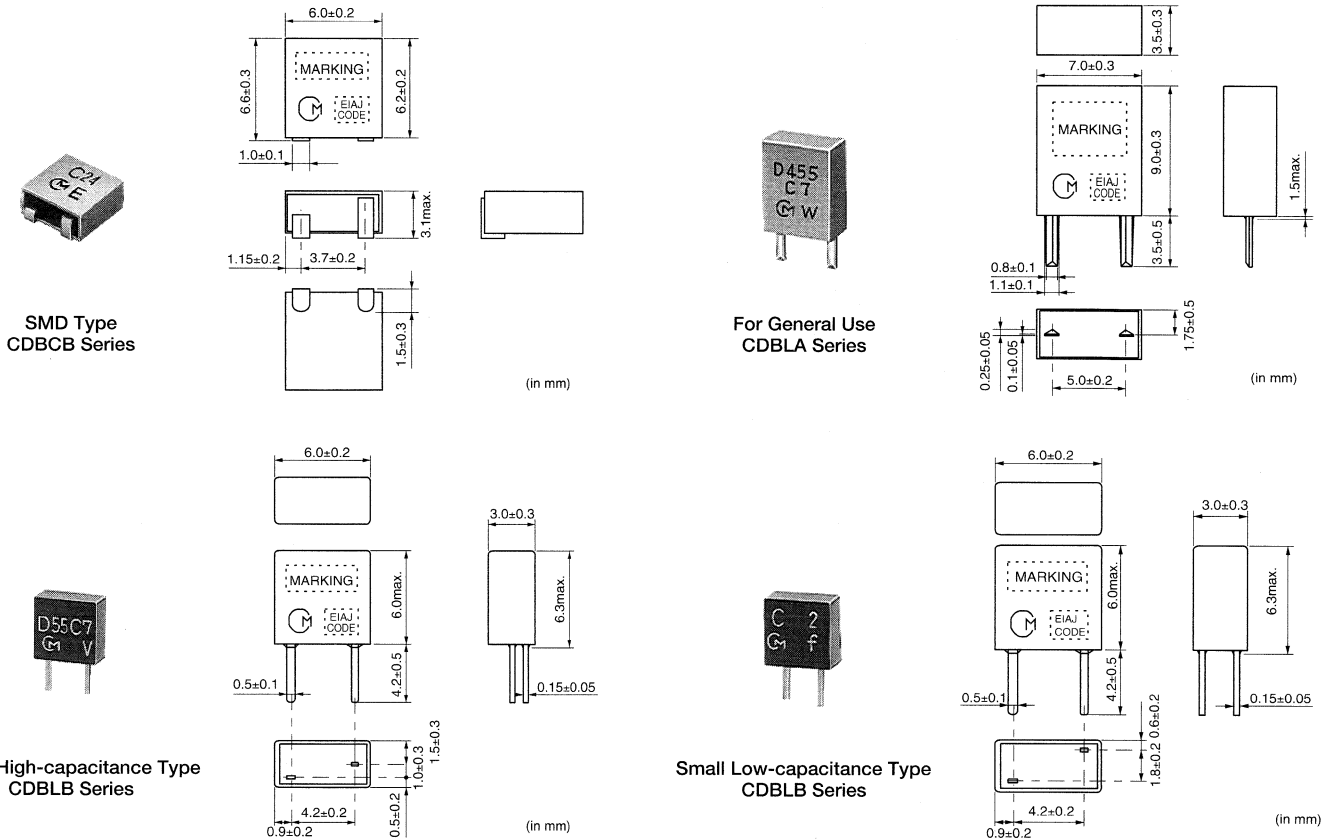 6.0±0.2
6.6±0.3
MARKING
EIAJ
CODE
6.2±0.2
1.0±0.1
3.1max.
1.15±0.2
3.7±0.2
1.5±0.3
C24
M E
SMD Type
CDBCB Series
(in mm)
3.5±0.3
7.0±0.3
MARKING
EIAJ
CODE
M
9.0±0.3
1.5max.
3.5±0.5
0.8±0.1
1.1±0.1
0.25±0.05
0.1±0.05
1.75±0.5
5.0±0.2
D455
C7
M W
For General Use
CDBLA Series
(in mm)
6.0±0.2
3.0±0.3
MARKING
M
EIAJ
CODE
6.0max.
6.3max.
4.2±0.5
0.5±0.1
0.15±0.05
1.5±0.3
1.0±0.3
0.5±0.2
4.2±0.2
0.9±0.2
D55C7
M V
High-capacitance Type
CDBLB Series
(in mm)
6.0±0.2
3.0±0.3
MARKING
M
EIAJ
CODE
6.0max.
6.3max.
4.2±0.5
0.5±0.1
0.15±0.05
0.6±0.2
1.8±0.2
4.2±0.2
0.9±0.2
C 2
M f
Small Low-capacitance Type
CDBLB Series
(in mm)